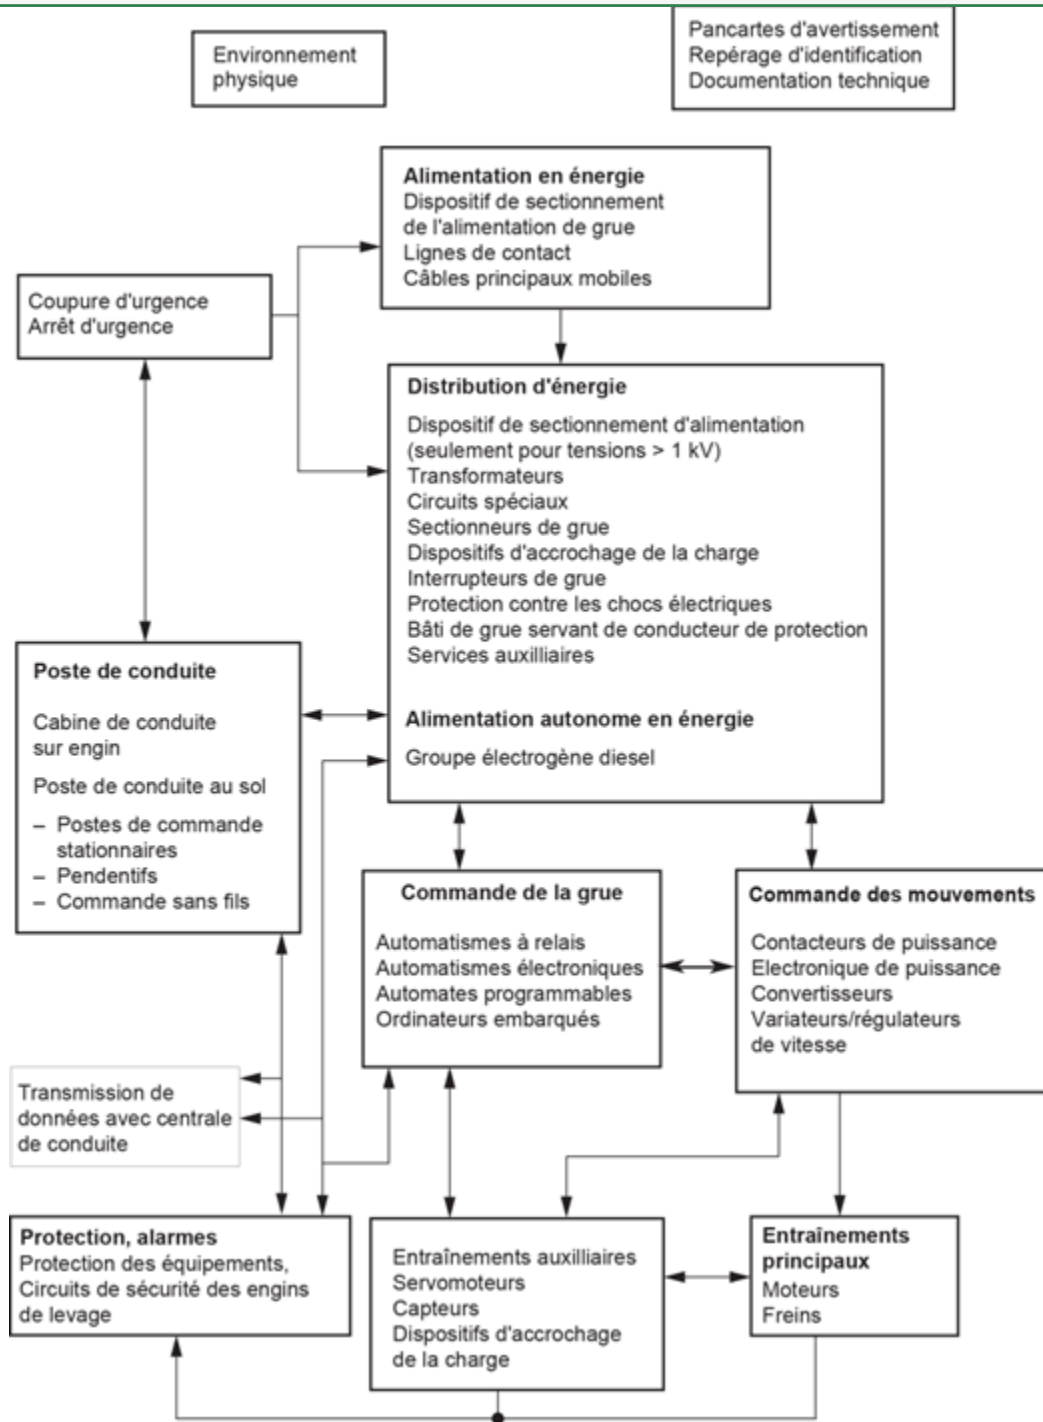 Environnement
physique
Pancartes d'avertissement
Repérage d'identification
Documentation technique
Alimentation en énergie
Dispositif de sectionnement
de l'alimentation de grue
Lignes de contact
Câbles principaux mobiles
Coupure d'urgence
Arrêt d'urgence
Distribution d'énergie
Dispositif de sectionnement d'alimentation
(seulement pour tensions > 1 kV)
Transformateurs
Circuits spéciaux
Sectionneurs de grue
Dispositifs d'accrochage de la charge
Interrupteurs de grue
Protection contre les chocs électriques
Bâti de grue servant de conducteur de protection
Services auxilliaires
Alimentation autonome en énergie
Groupe électrogène diesel
Poste de conduite
Cabine de conduite
sur engin
Poste de conduite au sol
– Postes de commande
stationnaires
– Pendentifs
– Commande sans fils
Commande de la grue
Automatismes à relais
Automatismes électroniques
Automates programmables
Ordinateurs embarqués
Commande des mouvements
Contacteurs de puissance
Electronique de puissance
Convertisseurs
Variateurs/régulateurs
de vitesse
Transmission de
données avec centrale
de conduite
Protection, alarmes
Protection des équipements,
Circuits de sécurité des engins
de levage
Entraînements auxilliaires
Servomoteurs
Capteurs
Dispositifs d'accrochage
de la charge
Entraînements
principaux
Moteurs
Freins